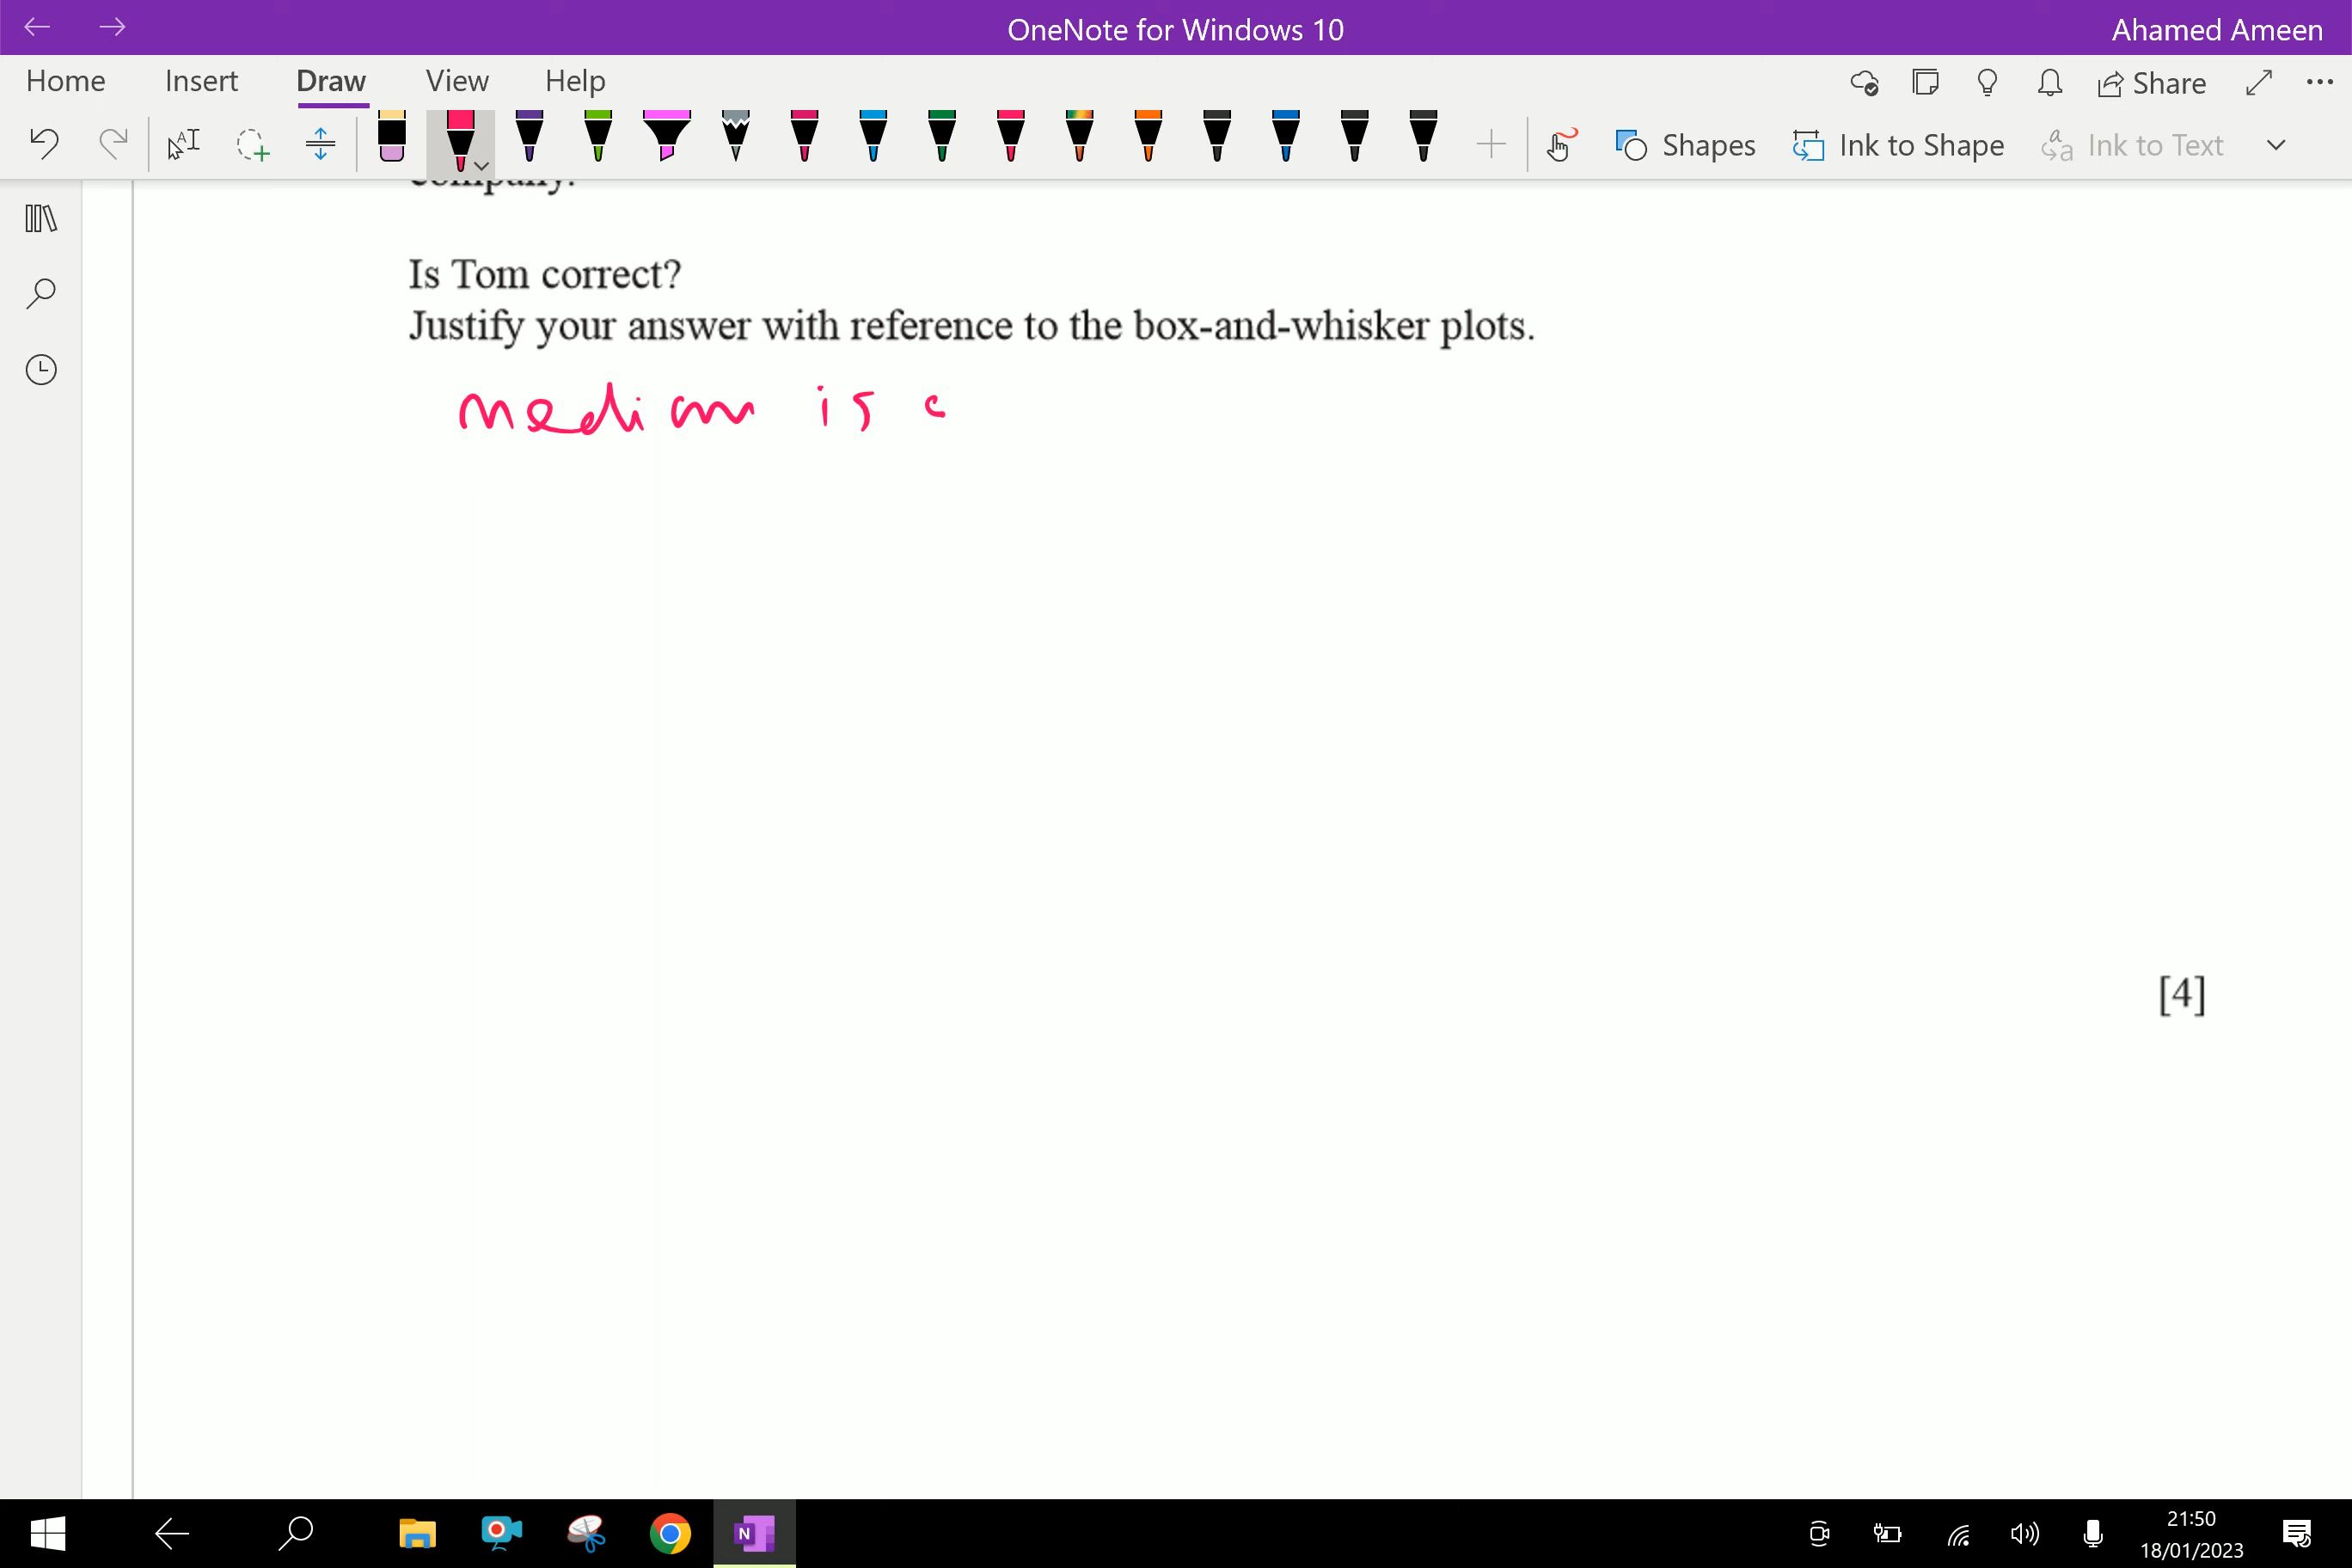 OneNote for Windows 10
Ahamed Ameen
Home Insert Draw View Help
Share
Shapes Ink to Shape Ink to Text
company.
Is Tom correct?
Justify your answer with reference to the box-and-whisker plots.
median is
[4]
21:50
18/01/2023